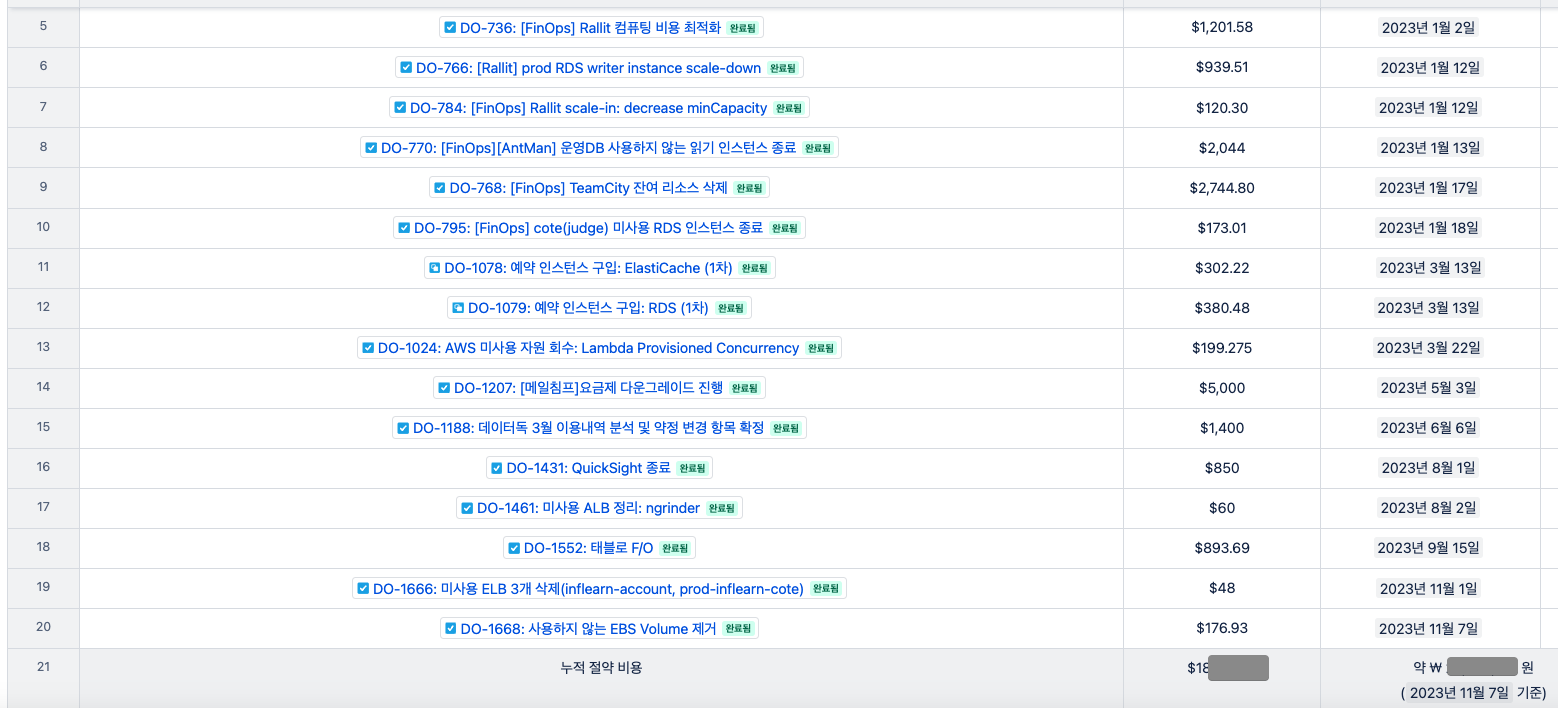 5 DO-736: [FinOps] Rallit 컴퓨팅 비용 최적화 완료됨 $1,201.58 2023년 1월 2일
6 DO-766: [Rallit] prod RDS writer instance scale-down 완료됨 $939.51 2023년 1월 12일
7 DO-784: [FinOps] Rallit scale-in: decrease minCapacity 완료됨 $120.30 2023년 1월 12일
8 DO-770: [FinOps][AntMan] 운영DB 사용하지 않는 읽기 인스턴스 종료 완료됨 $2,044 2023년 1월 13일
9 DO-768: [FinOps] TeamCity 잔여 리소스 삭제 완료됨 $2,744.80 2023년 1월 17일
10 DO-795: [FinOps] cote(judge) 미사용 RDS 인스턴스 종료 완료됨 $173.01 2023년 1월 18일
11 DO-1078: 예약 인스턴스 구입: ElastiCache (1차) 완료됨 $302.22 2023년 3월 13일
12 DO-1079: 예약 인스턴스 구입: RDS (1차) 완료됨 $380.48 2023년 3월 13일
13 DO-1024: AWS 미사용 자원 회수: Lambda Provisioned Concurrency 완료됨 $199.275 2023년 3월 22일
14 DO-1207: [메일침프]요금제 다운그레이드 진행 완료됨 $5,000 2023년 5월 3일
15 DO-1188: 데이터독 3월 이용내역 분석 및 약정 변경 항목 확정 완료됨 $1,400 2023년 6월 6일
16 DO-1431: QuickSight 종료 완료됨 $850 2023년 8월 1일
17 DO-1461: 미사용 ALB 정리: ngrinder 완료됨 $60 2023년 8월 2일
18 DO-1552: 태블로 F/O 완료됨 $893.69 2023년 9월 15일
19 DO-1666: 미사용 ELB 3개 삭제(inflearn-account, prod-inflearn-cote) 완료됨 $48 2023년 11월 1일
20 DO-1668: 사용하지 않는 EBS Volume 제거 완료됨 $176.93 2023년 11월 7일
21 누적 절약 비용 $18 약 ₩ 원
( 2023년 11월 7일 기준)